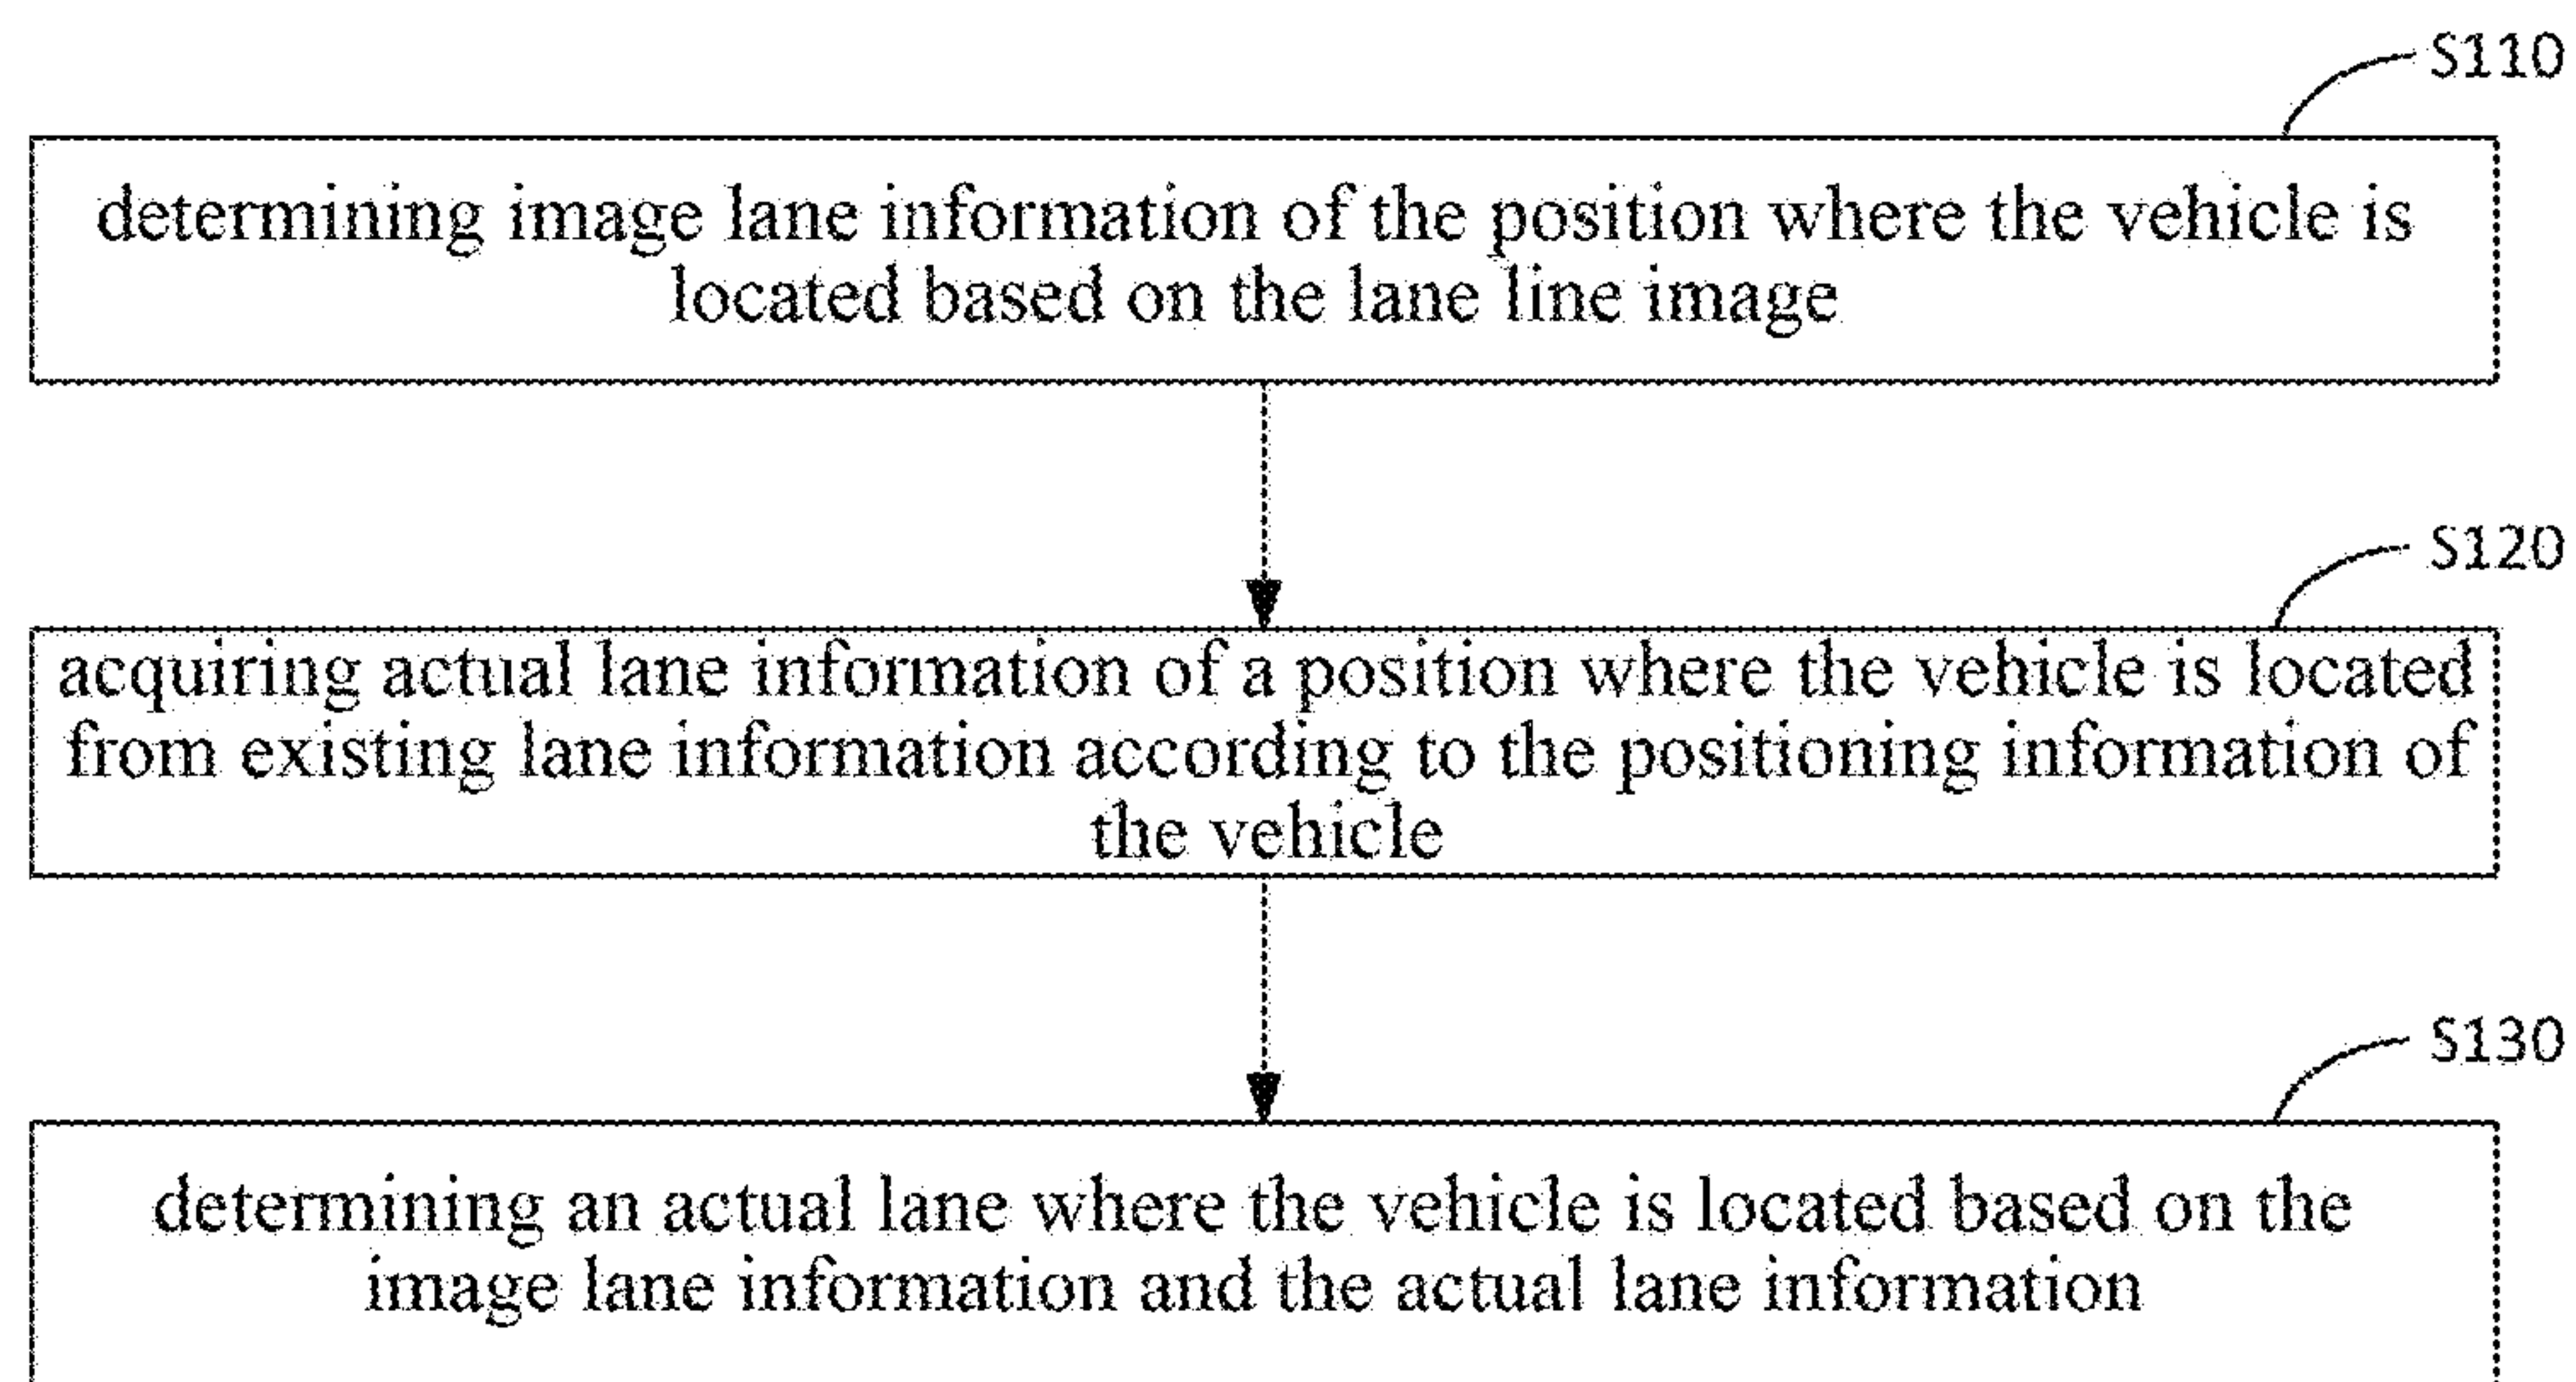 S110
determining image lane information of the position where the vehicle is
located based on the lane line image
S120
acquiring actual lane information of a position where the vehicle is located
from existing lane information according to the positioning information of
the vehicle
S130
determining an actual lane where the vehicle is located based on the
image lane information and the actual lane information